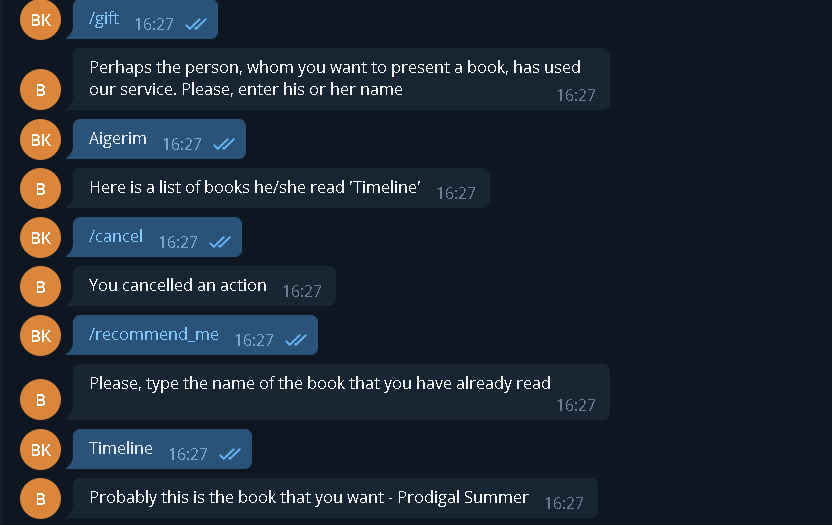 BK
/gift 16:27
Perhaps the person, whom you want to present a book, has used
our service. Please, enter his or her name 16:27
B
BK
Aigerim 16:27
B
Here is a list of books he/she read 'Timeline' 16:27
BK
/cancel 16:27
B
You cancelled an action 16:27
BK
/recommend_me 16:27
Please, type the name of the book that you have already read
16:27
B
BK
Timeline 16:27
B
Probably this is the book that you want - Prodigal Summer 16:27